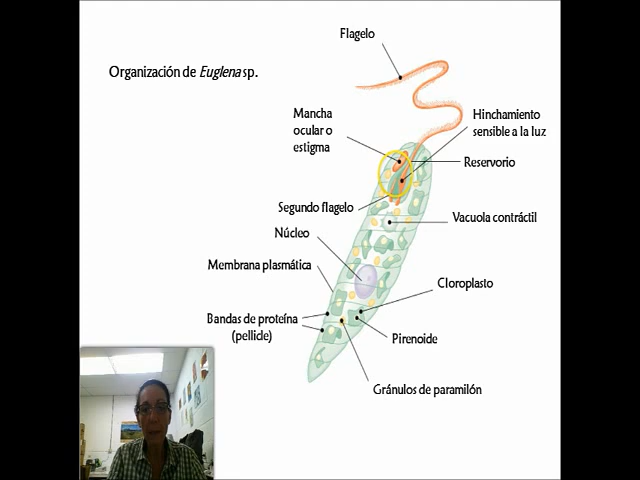 Flagelo
Organización de Euglena sp.
Mancha
ocular o
estigma
Hinchamiento
sensible a la luz
Reservorio
Segundo flagelo
Vacuola contráctil
Núcleo
Membrana plasmática
Cloroplasto
Bandas de proteína
(pellicle)
Pirenoide
Gránulos de paramilón